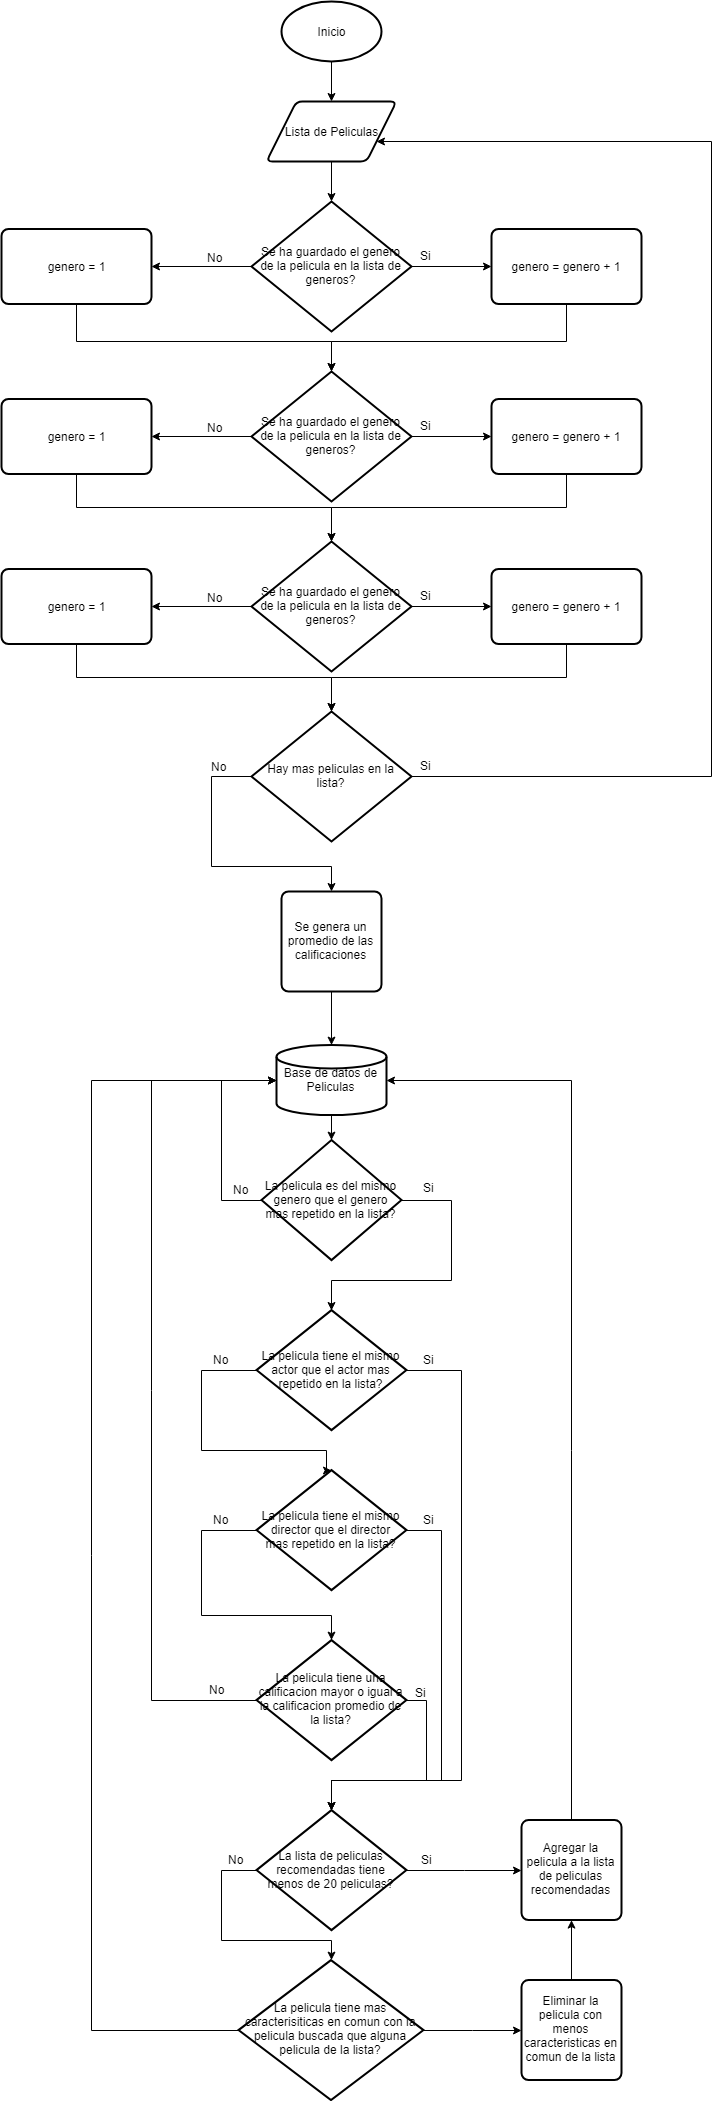 Inicio
Lista de Peliculas
Se ha guardado el genero
de la pelicula en la lista de
generos?
No
Si
genero = 1
genero = genero + 1
Se ha guardado el genero
de la pelicula en la lista de
generos?
No
Si
genero = 1
genero = genero + 1
Se ha guardado el genero
de la pelicula en la lista de
generos?
No
Si
genero = 1
genero = genero + 1
Hay mas peliculas en la
lista?
No
Si
Se genera un
promedio de las
calificaciones
Base de datos de
Peliculas
La pelicula es del mismo
genero que el genero
mas repetido en la lista?
No
Si
La pelicula tiene el mismo
actor que el actor mas
repetido en la lista?
No
Si
La pelicula tiene el mismo
director que el director
mas repetido en la lista?
No
Si
La pelicula tiene una
calificacion mayor o igual a
la calificacion promedio de
la lista?
No
Si
La lista de peliculas
recomendadas tiene
menos de 20 peliculas?
No
Si
Agregar la
pelicula a la lista
de peliculas
recomendadas
La pelicula tiene mas
caracterisiticas en comun con la
pelicula buscada que alguna
pelicula de la lista?
Eliminar la
pelicula con
menos
caracteristicas en
comun de la lista